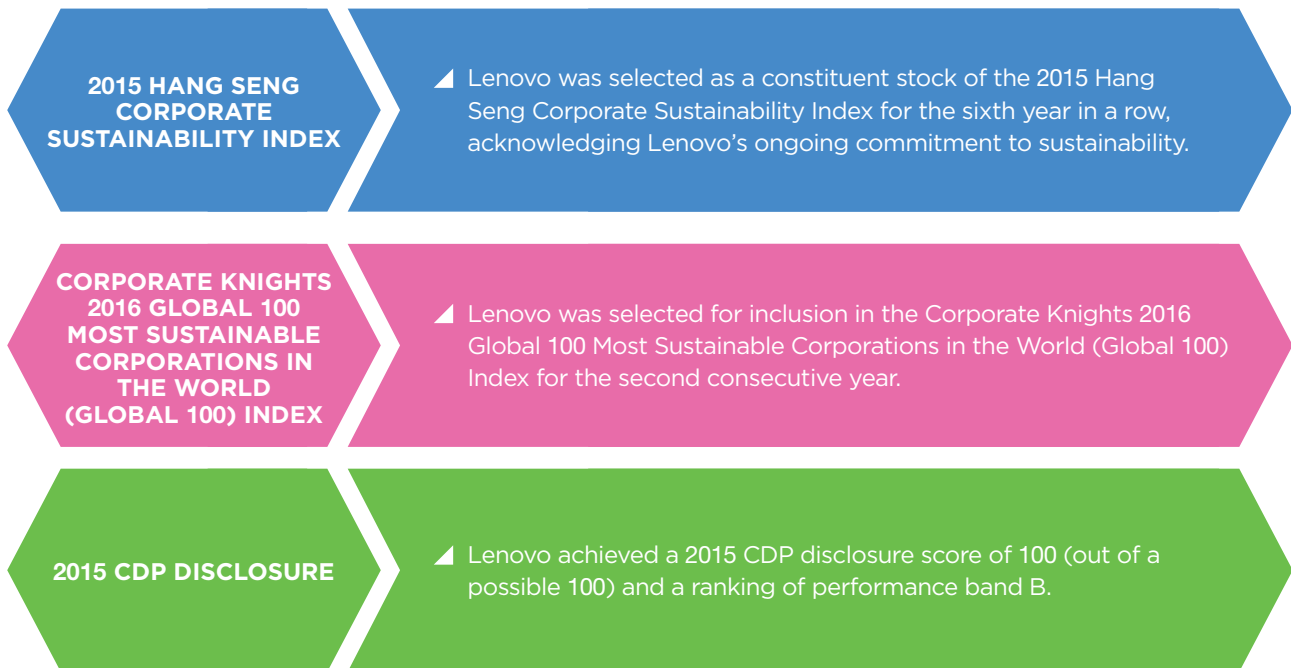 2015 HANG SENG
CORPORATE
SUSTAINABILITY INDEX
Lenovo was selected as a constituent stock of the 2015 Hang
Seng Corporate Sustainability Index for the sixth year in a row,
acknowledging Lenovo’s ongoing commitment to sustainability.
CORPORATE KNIGHTS
2016 GLOBAL 100
MOST SUSTAINABLE
CORPORATIONS IN
THE WORLD
(GLOBAL 100) INDEX
Lenovo was selected for inclusion in the Corporate Knights 2016
Global 100 Most Sustainable Corporations in the World (Global 100)
Index for the second consecutive year.
2015 CDP DISCLOSURE
Lenovo achieved a 2015 CDP disclosure score of 100 (out of a
possible 100) and a ranking of performance band B.